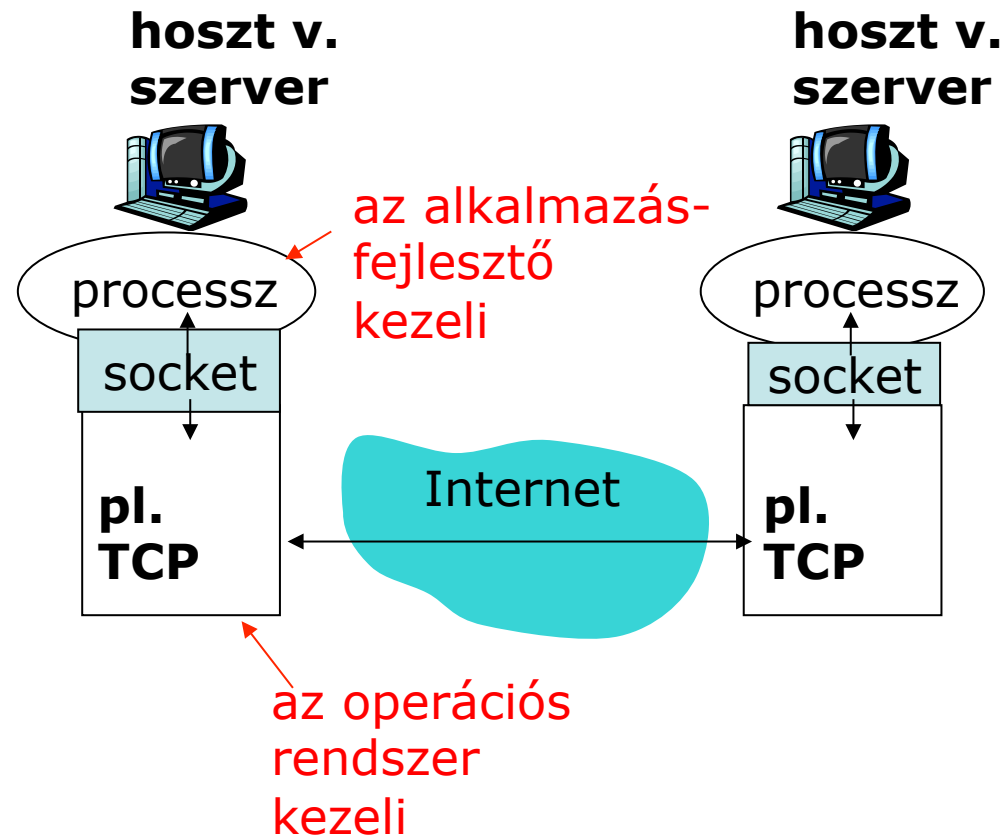 hoszt v.
szerver
hoszt v.
szerver
az alkalmazás-
fejlesztő
kezeli
processz
processz
socket
socket
Internet
pl.
TCP
pl.
TCP
az operációs
rendszer
kezeli